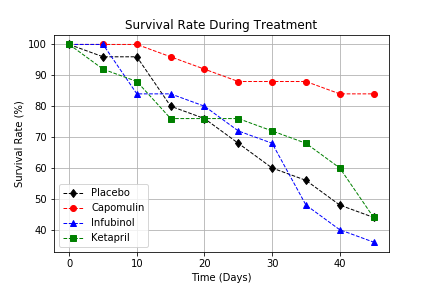 Survival Rate During Treatment
100
90
80
70
60
50
40
Survival Rate (%)
Placebo
Capomulin
Infubinol
Ketapril
0
10
20
30
40
Time (Days)